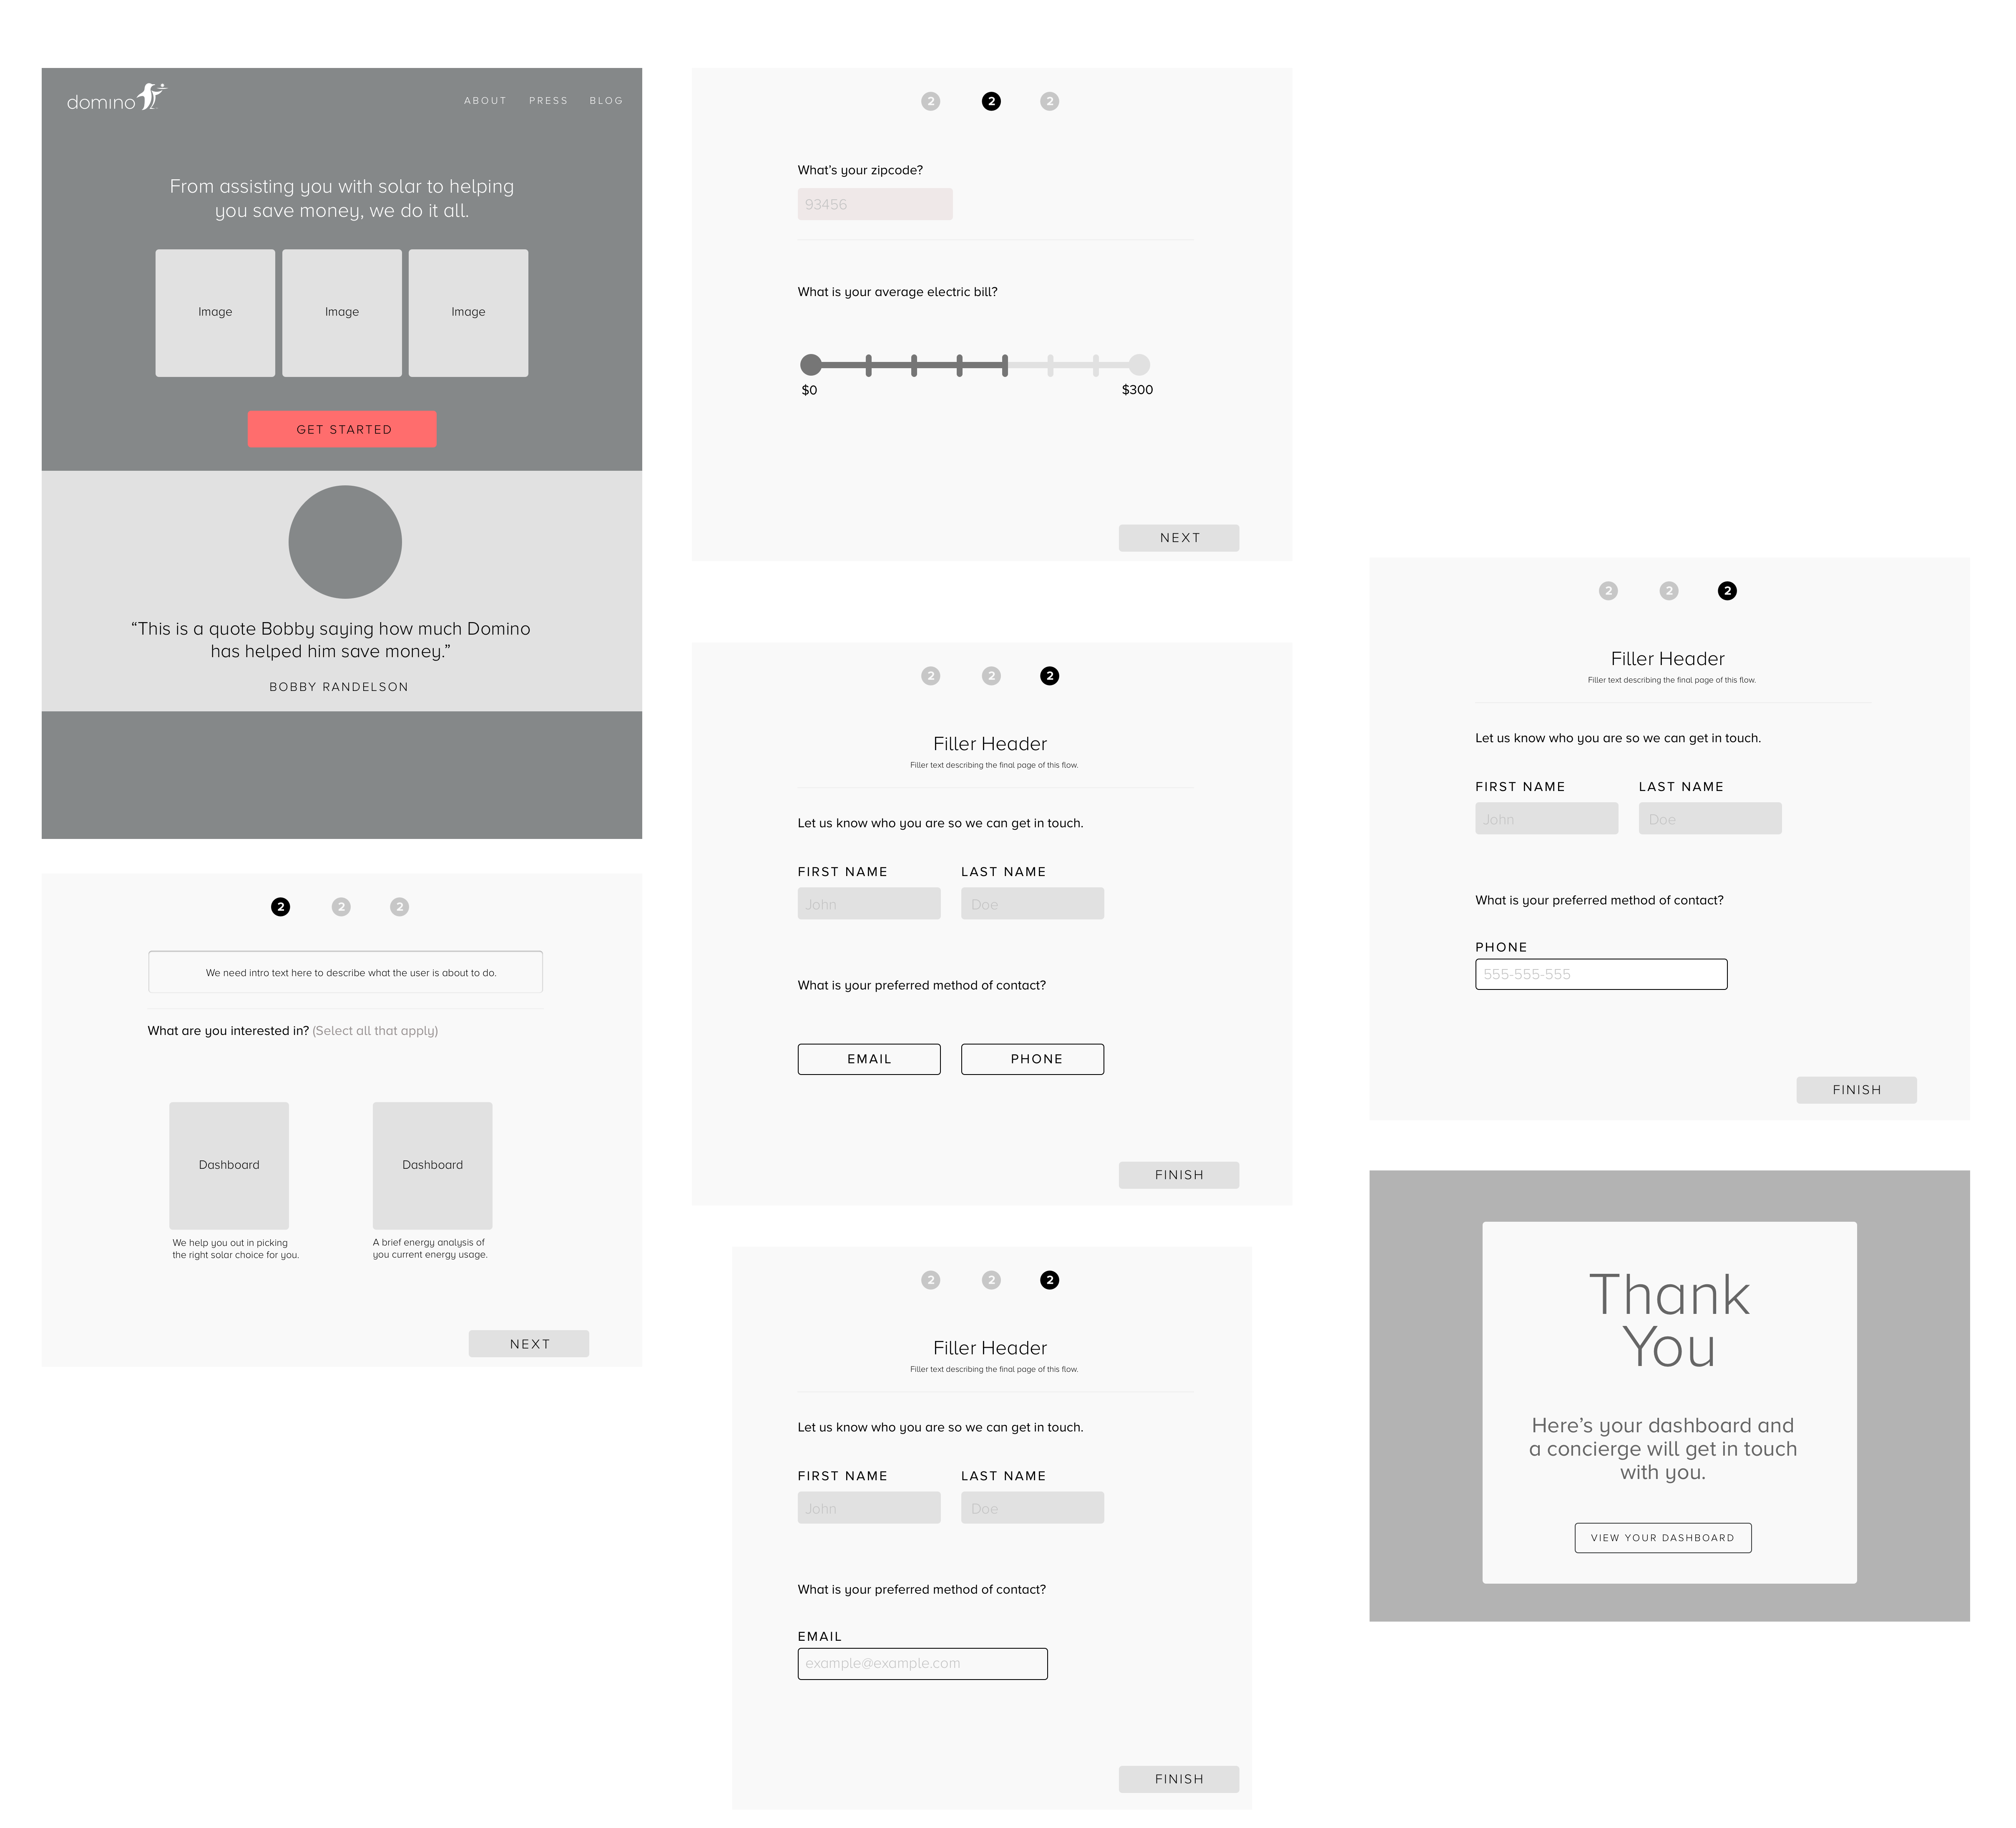 domino
ABOUT PRESS BLOG
From assisting you with solar to helping
you save money, we do it all.
Image Image Image
GET STARTED
“This is a quote Bobby saying how much Domino
has helped him save money.”
BOBBY RANDELSON
2 2 2
We need intro text here to describe what the user is about to do.
What are you interested in? (Select all that apply)
Dashboard Dashboard
We help you out in picking
the right solar choice for you.
A brief energy analysis of
you current energy usage.
NEXT
2 2 2
What's your zipcode?
93456
What is your average electric bill?
$0 $300
NEXT
2 2 2
Filler Header
Filler text describing the final page of this flow.
Let us know who you are so we can get in touch.
FIRST NAME LAST NAME
John Doe
What is your preferred method of contact?
EMAIL PHONE
FINISH
2 2 2
Filler Header
Filler text describing the final page of this flow.
Let us know who you are so we can get in touch.
FIRST NAME LAST NAME
John Doe
What is your preferred method of contact?
EMAIL
example@example.com
FINISH
2 2 2
Filler Header
Filler text describing the final page of this flow.
Let us know who you are so we can get in touch.
FIRST NAME LAST NAME
John Doe
What is your preferred method of contact?
PHONE
555-555-555
FINISH
Thank
You
Here's your dashboard and
a concierge will get in touch
with you.
VIEW YOUR DASHBOARD